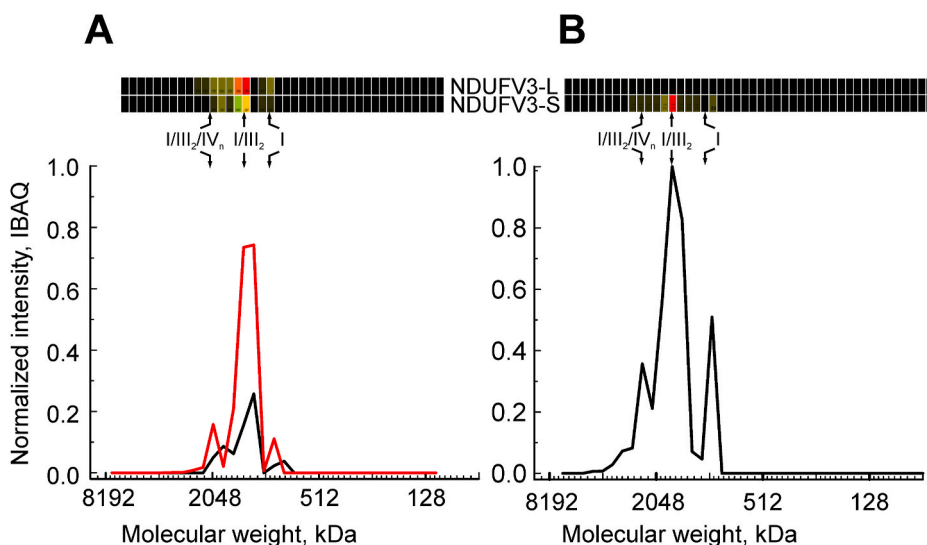 A
B
NDUFV3-L
NDUFV3-S
I/III2/IVn I/III2 I
I/III2/IVn I/III2 I
Normalized intensity, IBAQ
1.0
0.8
0.6
0.4
0.2
0.0
8192 2048 512 128
Molecular weight, kDa
1.0
0.8
0.6
0.4
0.2
0.0
8192 2048 512 128
Molecular weight, kDa